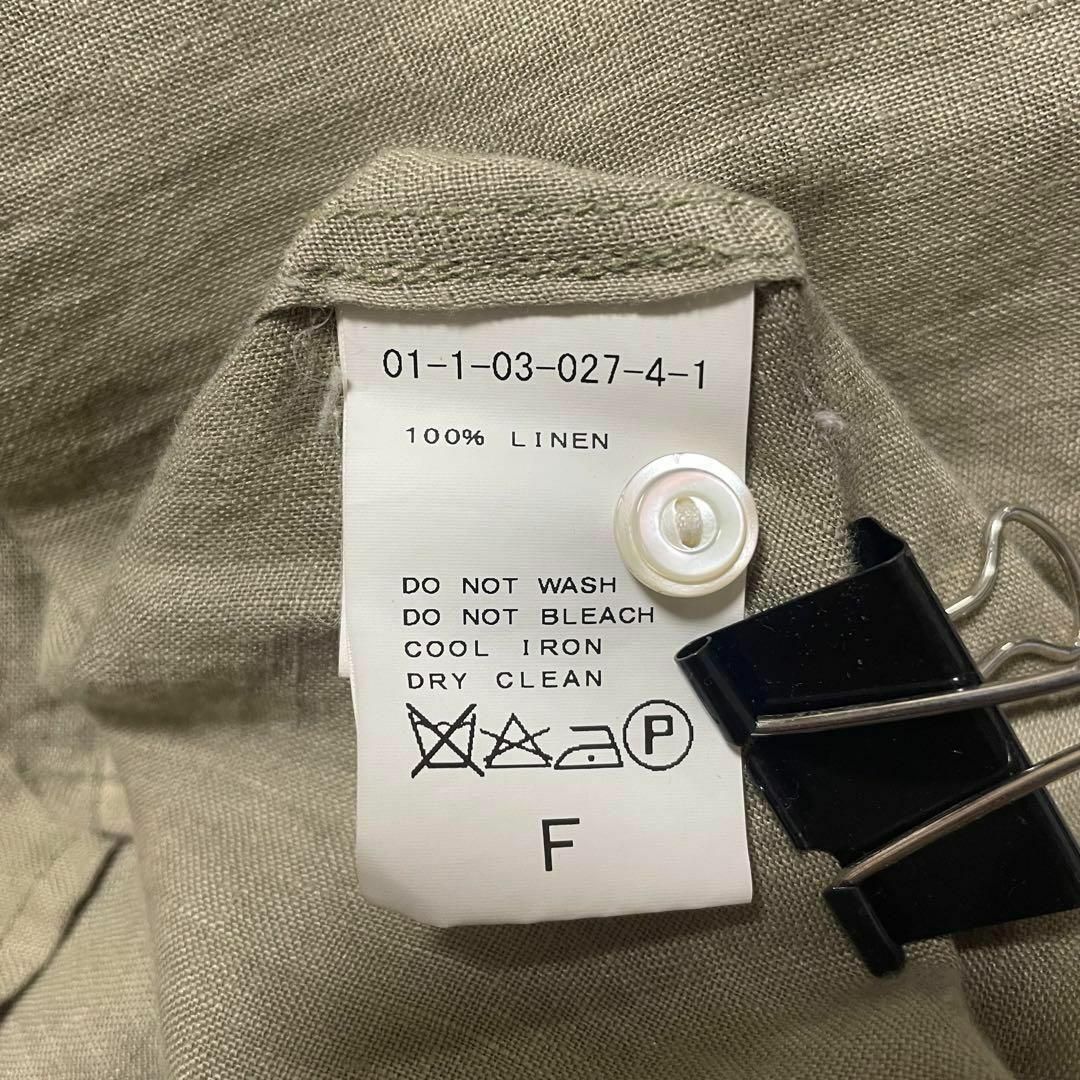 01-1-03-027-4-1
100% LINEN
DO NOT WASH
DO NOT BLEACH
COOL IRON
DRY CLEAN
P
F